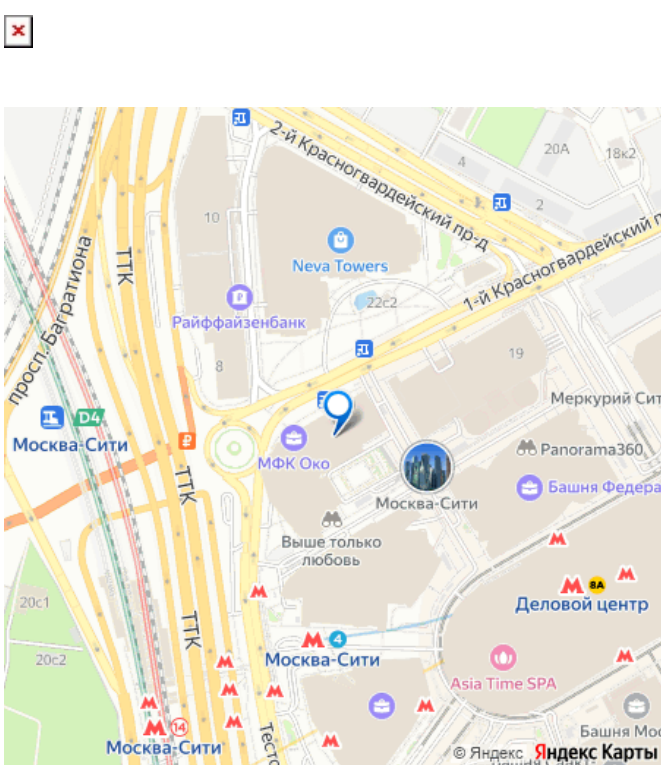 2-й Красногвардейский пр-д
20А
18к2
4
2
10
ТТК
просп. Багратиона
Neva Towers
1-й Красногвардейский п
22с2
Райффайзенбанк
8
19
Меркурий Сит
D4
Москва-Сити
₽
МФК Око
Panorama360
Башня Федера
ТТК
Москва-Сити
Выше только
любовь
8А
Деловой центр
20с1
ТТК
4
Москва-Сити
20с2
Asia Time SPA
14
Москва-Сити
Тесто
Башня Мос
© Яндекс Яндекс Карты